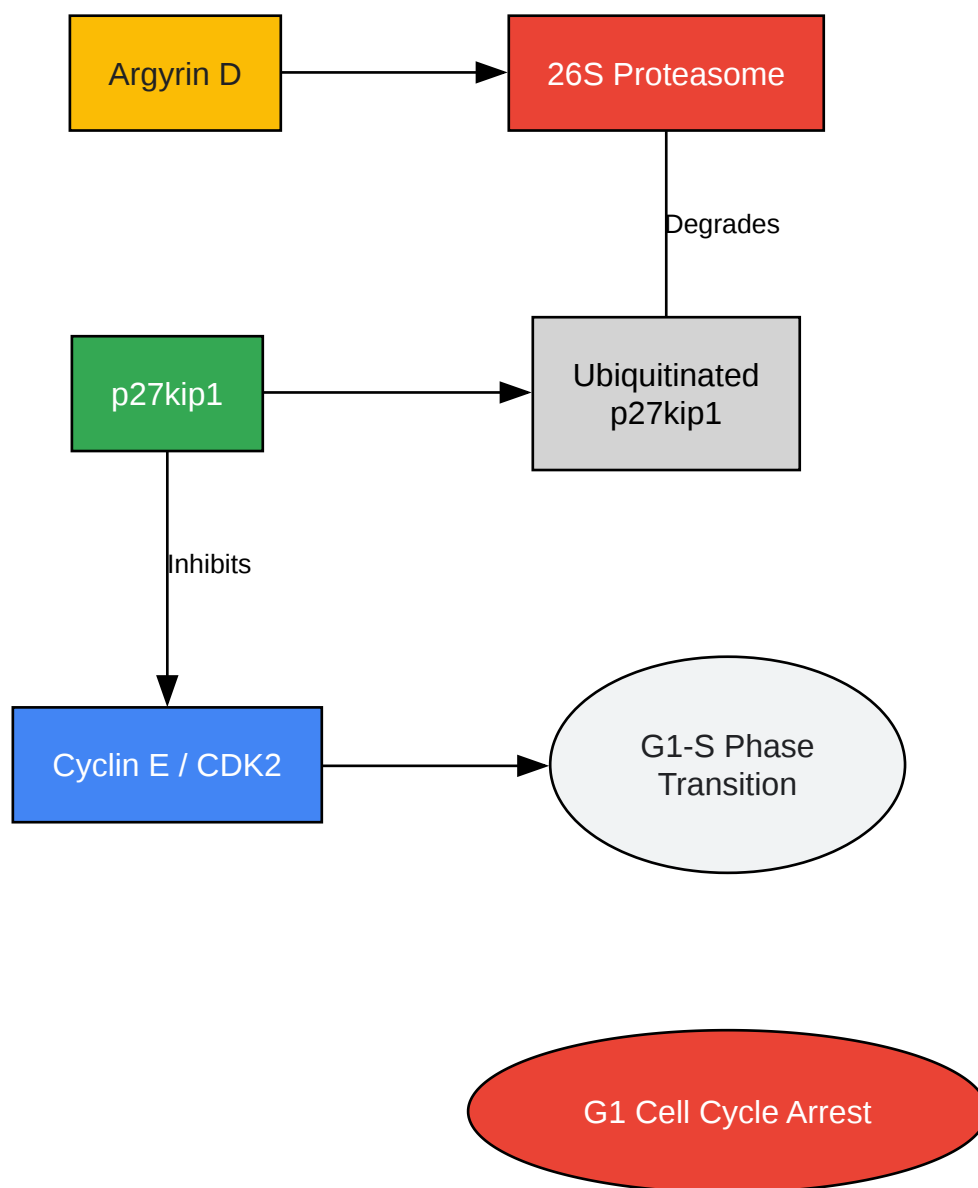 Argyrin D
26S Proteasome
Degrades
p27kip1
Ubiquitinated
p27kip1
Inhibits
Cyclin E / CDK2
G1-S Phase
Transition
G1 Cell Cycle Arrest